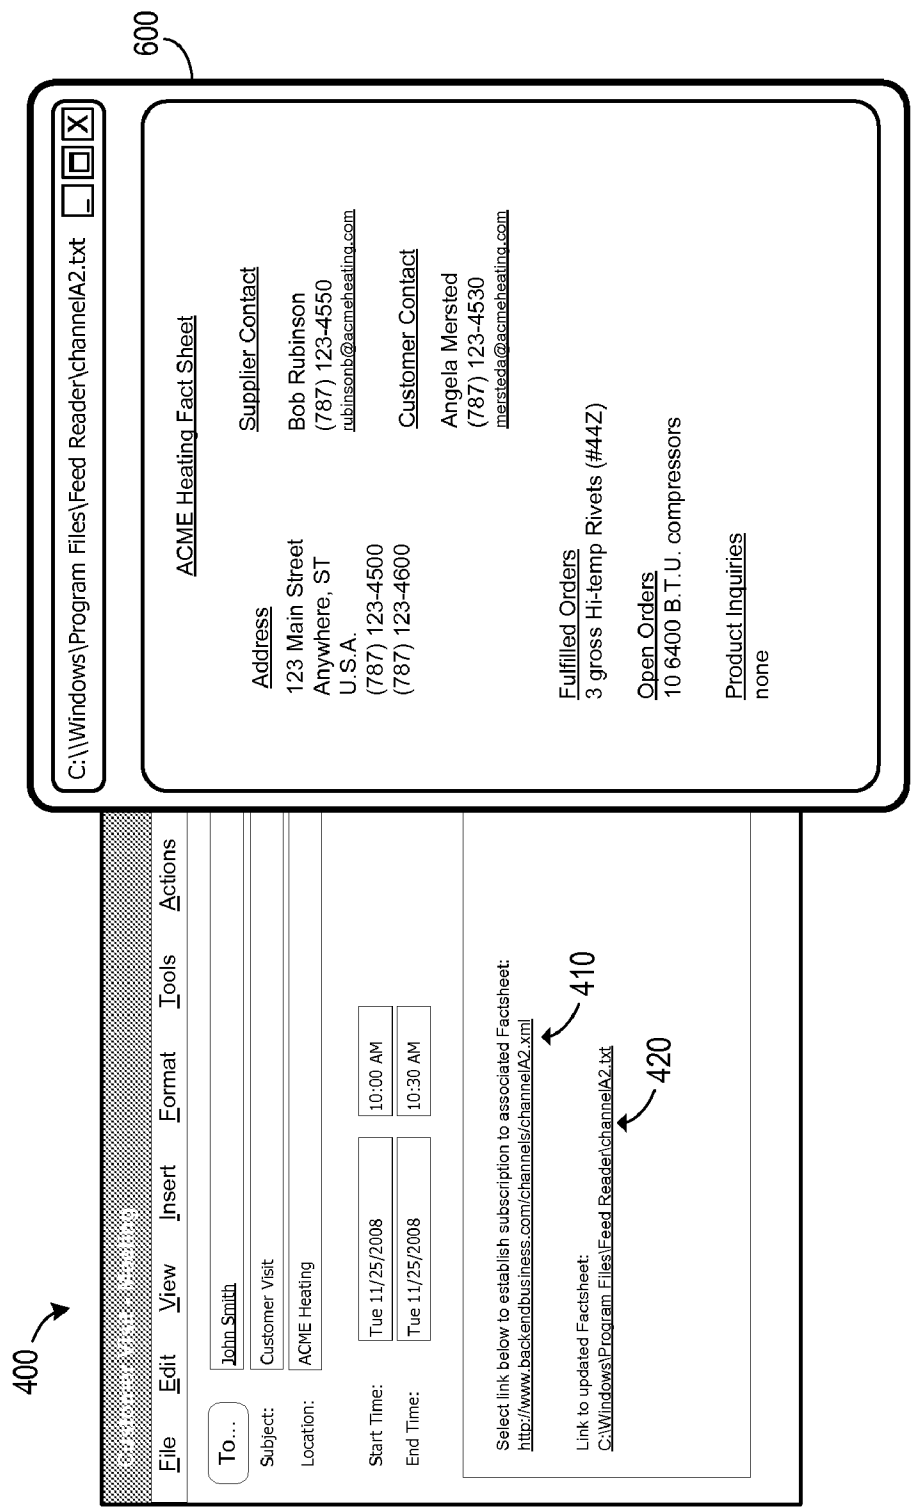 400
Customer Visit - Meeting
File Edit View Insert Format Tools Actions
To... John Smith
Subject: Customer Visit
Location: ACME Heating
Start Time: Tue 11/25/2008 10:00 AM
End Time: Tue 11/25/2008 10:30 AM
Select link below to establish subscription to associated Factsheet:
http://www.backendbusiness.com/channels/channelA2.xml
410
Link to updated Factsheet:
C:\Windows\Program Files\Feed Reader\channelA2.txt
420
600
C:\\Windows\Program Files\Feed Reader\channelA2.txt _ X
ACME Heating Fact Sheet
Address
123 Main Street
Anywhere, ST
U.S.A.
(787) 123-4500
(787) 123-4600
Supplier Contact
Bob Rubinson
(787) 123-4550
rubinsonb@acmeheating.com
Customer Contact
Angela Mersted
(787) 123-4530
mersteda@acmeheating.com
Fulfilled Orders
3 gross Hi-temp Rivets (#44Z)
Open Orders
10 6400 B.T.U. compressors
Product Inquiries
none